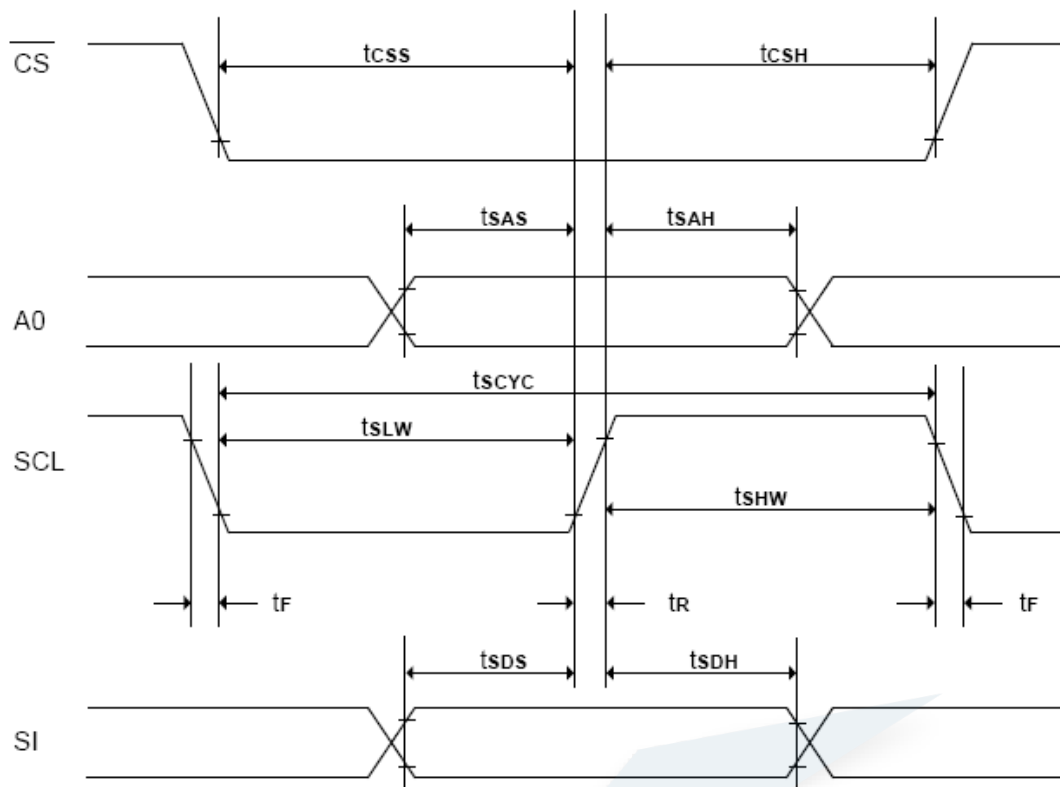 CS
tCSS tCSH
tSAS tSAH
A0
tSCYC
tSLW
SCL
tSHW
tF tR tF
tSDS tSDH
SI